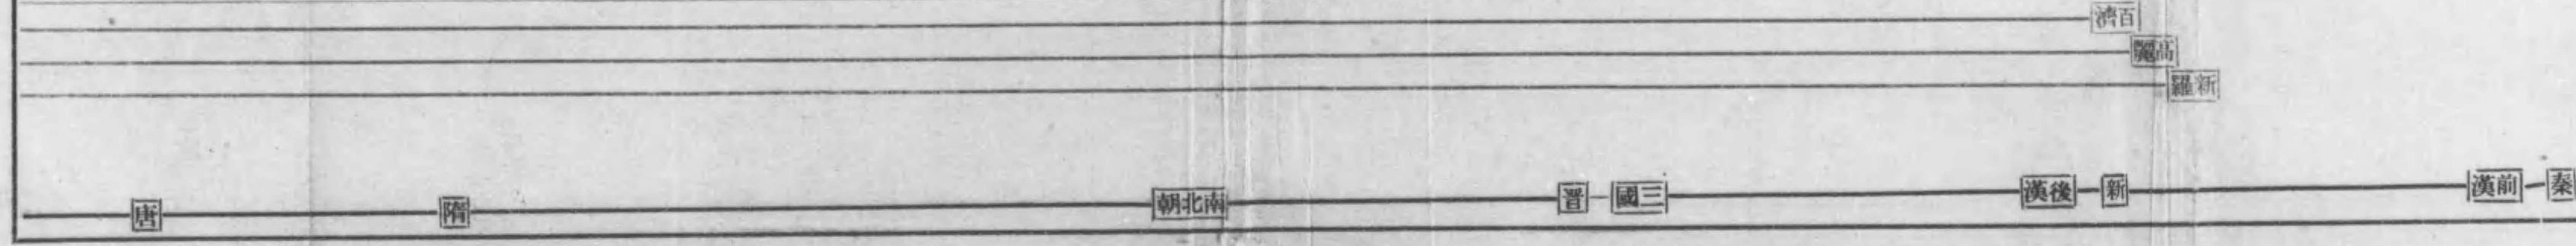 百濟
高麗
新羅
秦 前漢 新 後漢 三國 晋 南北朝 隋 唐